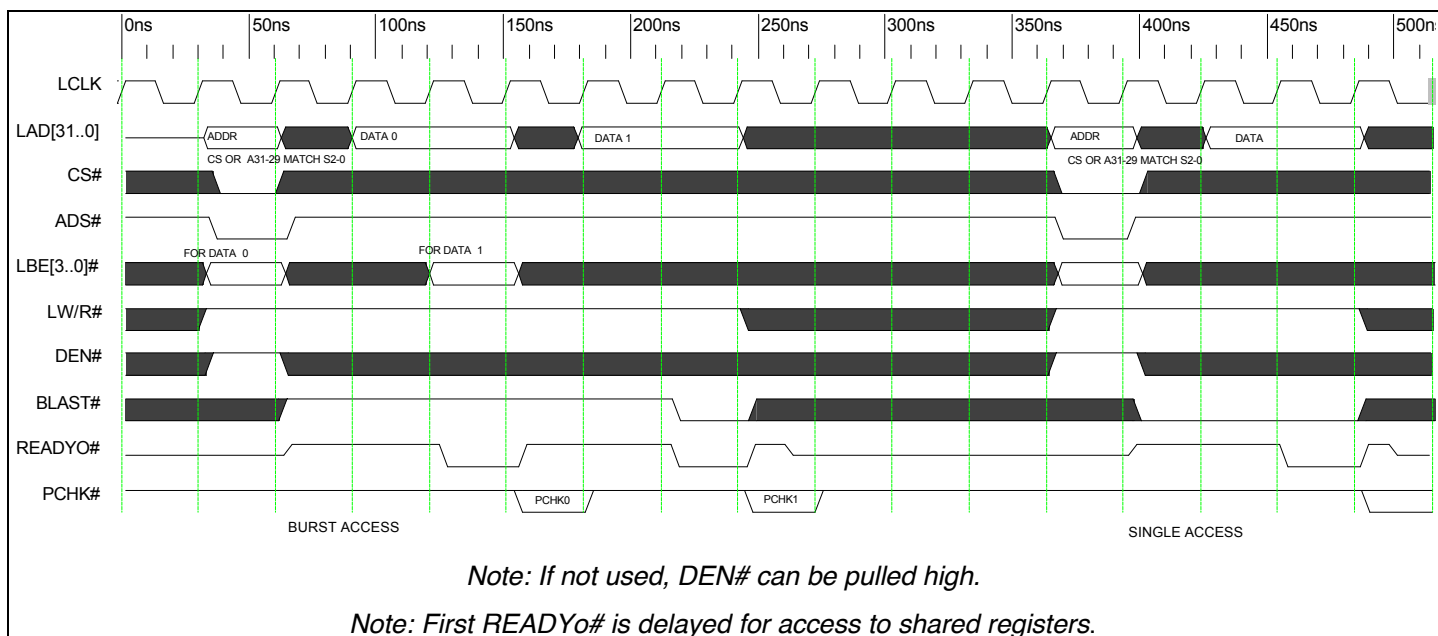 0ns 50ns 100ns 150ns 200ns 250ns 300ns 350ns 400ns 450ns 500ns
LCLK
LAD[31..0] ADDR DATA 0 DATA 1 ADDR DATA
CS OR A31-29 MATCH S2-0 CS OR A31-29 MATCH S2-0
CS#
ADS#
FOR DATA 0 FOR DATA 1
LBE[3..0]#
LW/R#
DEN#
BLAST#
READYO#
PCHK# PCHK0 PCHK1
BURST ACCESS SINGLE ACCESS
Note: If not used, DEN# can be pulled high.
Note: First READYo# is delayed for access to shared registers.